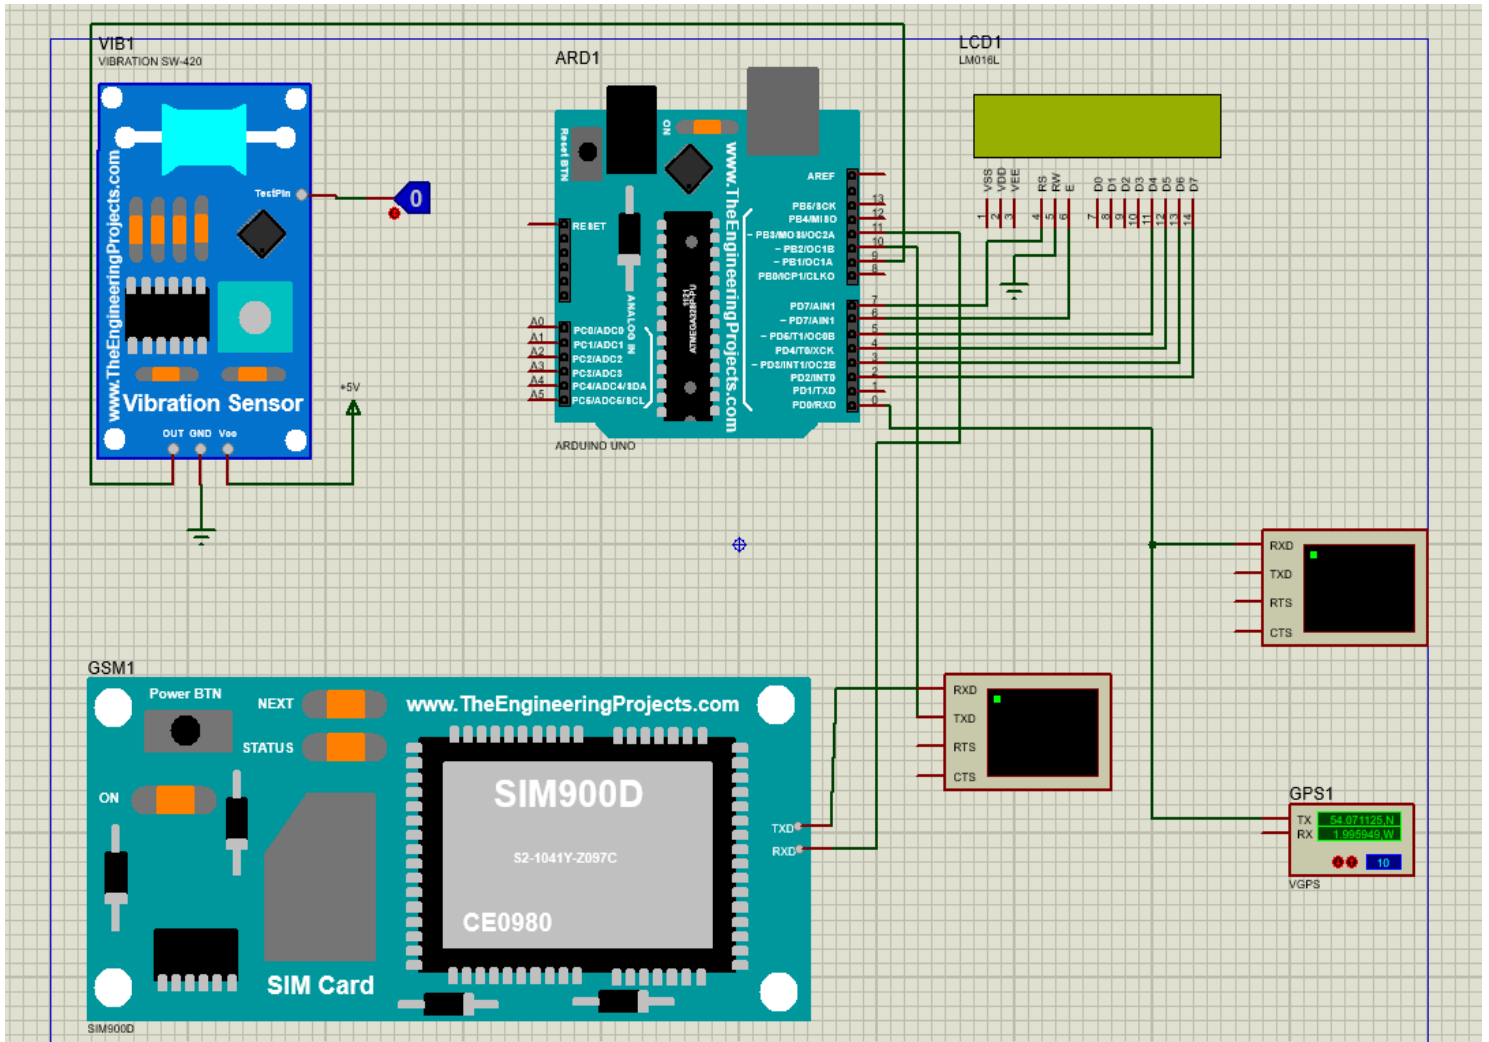 VIB1
VIBRATION SW-420
www.TheEngineeringProjects.com
TestPin
0
Vibration Sensor
OUT GND Vcc
+5V
ARD1
Reset BTN
ON
www.TheEngineeringProjects.com
RESET
ANALOG IN
ATMEGA328P-PU
1121
A0 PC0/ADC0
A1 PC1/ADC1
A2 PC2/ADC2
A3 PC3/ADC3
A4 PC4/ADC4/SDA
A5 PC5/ADC5/SCL
AREF
PB5/SCK 13
PB4/MISO 12
~ PB3/MOSI/OC2A 11
~ PB2/OC1B 10
~ PB1/OC1A 9
PB0/ICP1/CLKO 8
PD7/AIN1 7
~ PD7/AIN1 6
~ PD5/T1/OC0B 5
PD4/T0/XCK 4
~ PD3/INT1/OC2B 3
PD2/INT0 2
PD1/TXD 1
PD0/RXD 0
ARDUINO UNO
LCD1
LM016L
VSS VDD VEE RS RW E D0 D1 D2 D3 D4 D5 D6 D7
1 2 3 4 5 6 7 8 9 10 11 12 13 14
RXD
TXD
RTS
CTS
GSM1
Power BTN
NEXT
STATUS
ON
www.TheEngineeringProjects.com
SIM900D
S2-1041Y-Z097C
CE0980
SIM Card
TXD
RXD
SIM900D
RXD
TXD
RTS
CTS
GPS1
TX 54.071125,N
RX 1.995949,W
10
VGPS